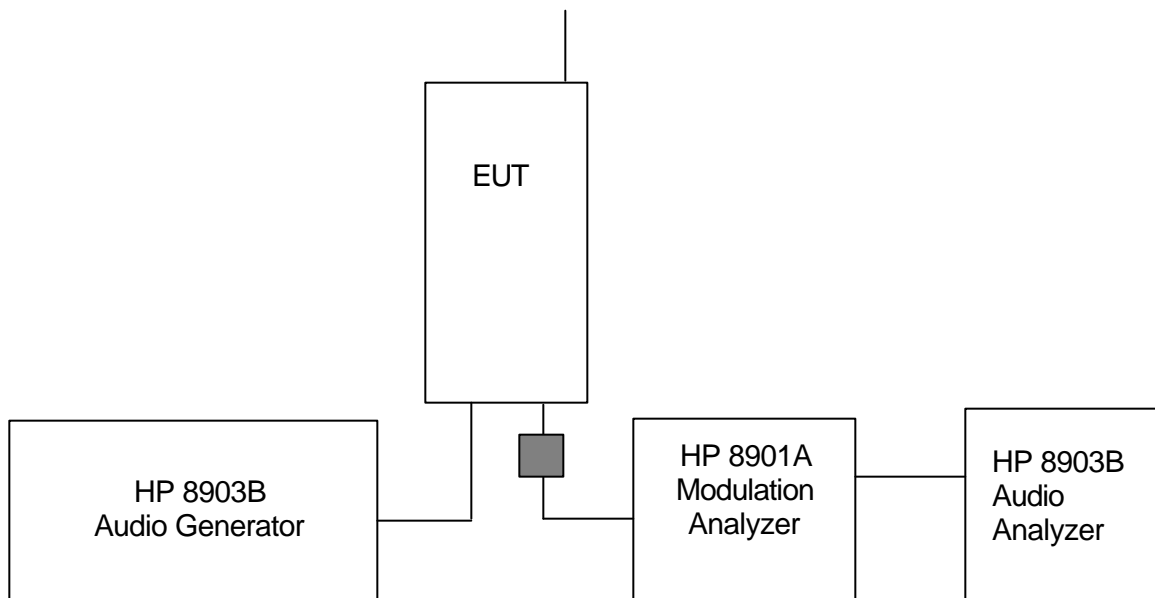 EUT
HP 8903B
Audio Generator
HP 8901A
Modulation
Analyzer
HP 8903B
Audio
Analyzer